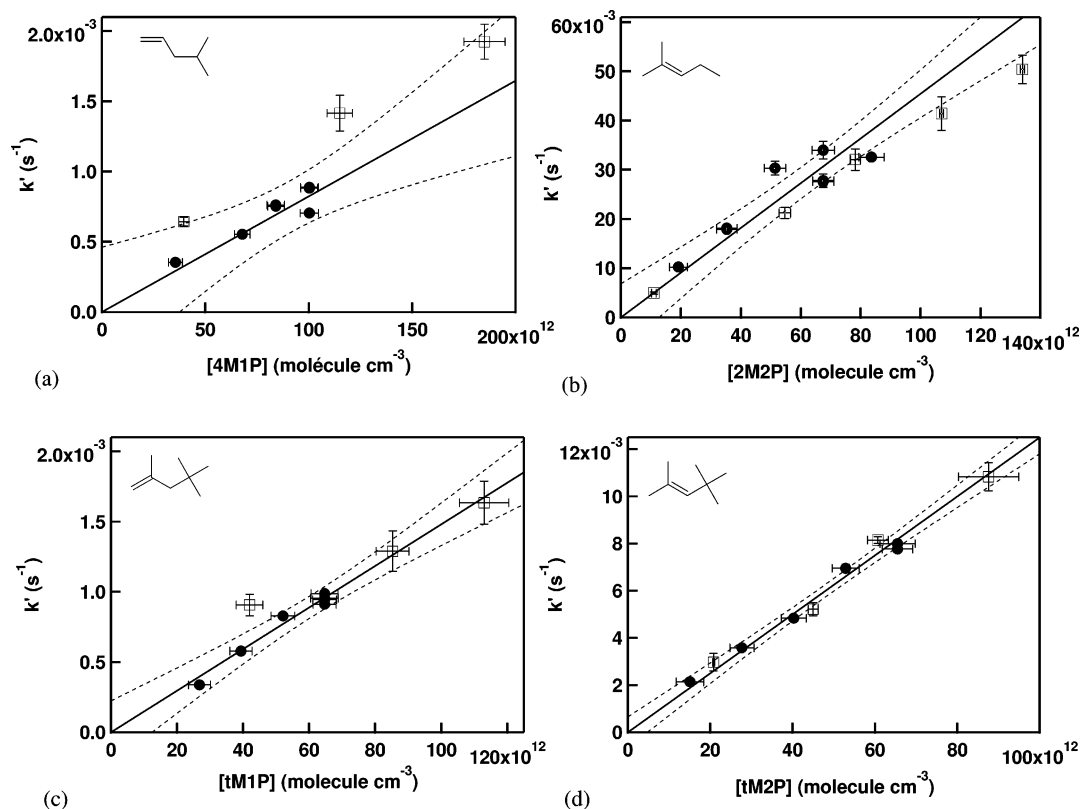 2.0x10-3
1.5
1.0
0.5
0.0
k' (s-1)
0
50
100
150
200x1012
[4M1P] (molécule cm-3)
(a)
60x10-3
50
40
30
20
10
0
k' (s-1)
0
20
40
60
80
100
120
140x1012
[2M2P] (molecule cm-3)
(b)
2.0x10-3
1.5
1.0
0.5
0.0
k' (s-1)
0
20
40
60
80
100
120x1012
[tM1P] (molecule cm-3)
(c)
12x10-3
10
8
6
4
2
0
k' (s-1)
0
20
40
60
80
100x1012
[tM2P] (molecule cm-3)
(d)